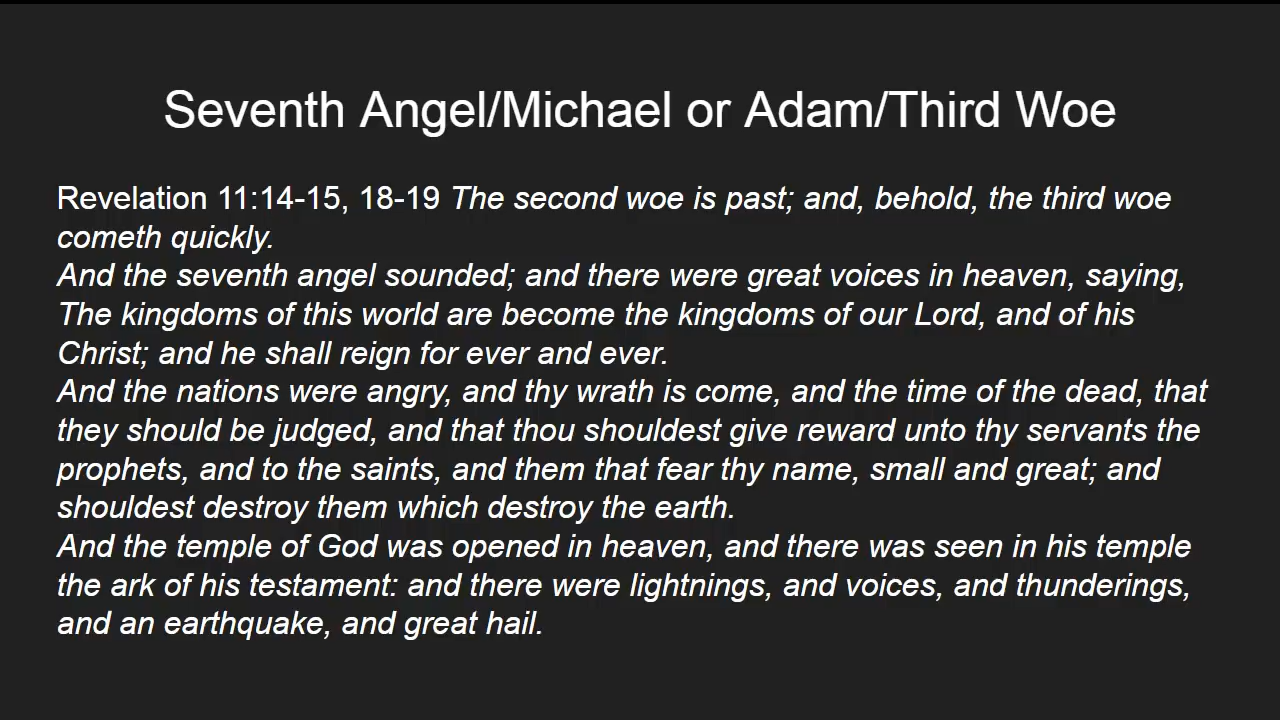 Seventh Angel/Michael or Adam/Third Woe
Revelation 11:14-15, 18-19 The second woe is past; and, behold, the third woe
cometh quickly.
And the seventh angel sounded; and there were great voices in heaven, saying,
The kingdoms of this world are become the kingdoms of our Lord, and of his
Christ; and he shall reign for ever and ever.
And the nations were angry, and thy wrath is come, and the time of the dead, that
they should be judged, and that thou shouldest give reward unto thy servants the
prophets, and to the saints, and them that fear thy name, small and great; and
shouldest destroy them which destroy the earth.
And the temple of God was opened in heaven, and there was seen in his temple
the ark of his testament: and there were lightnings, and voices, and thunderings,
and an earthquake, and great hail.